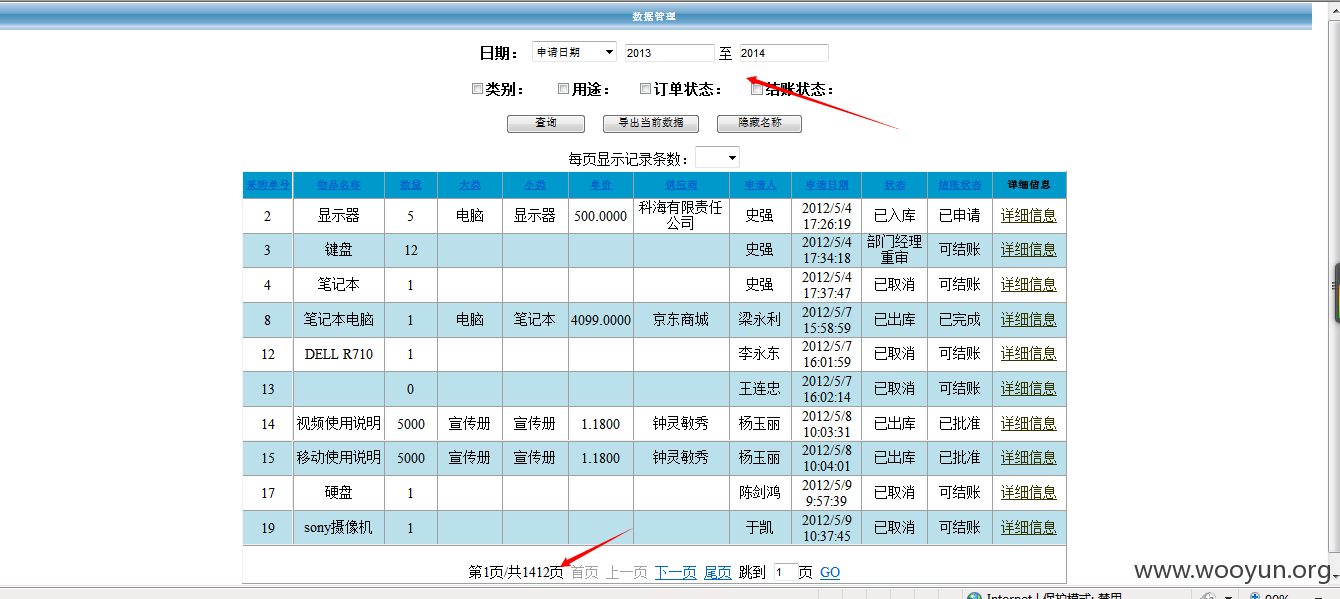 数据管理
日期： 申请日期 2013 至 2014
类别： 用途： 订单状态： 结账状态：
查询 导出当前数据 隐藏名称
每页显示记录条数：
采购单号 物品名称 数量 大类 小类 单价 供应商 申请人 申请日期 状态 结账状态 详细信息
2 显示器 5 电脑 显示器 500.0000 科海有限责任公司 史强 2012/5/4 17:26:19 已入库 已申请 详细信息
3 键盘 12 史强 2012/5/4 17:34:18 部门经理重审 可结账 详细信息
4 笔记本 1 史强 2012/5/4 17:37:47 已取消 可结账 详细信息
8 笔记本电脑 1 电脑 笔记本 4099.0000 京东商城 梁永利 2012/5/7 15:58:59 已出库 已完成 详细信息
12 DELL R710 1 李永东 2012/5/7 16:01:59 已取消 可结账 详细信息
13 0 王连忠 2012/5/7 16:02:14 已取消 可结账 详细信息
14 视频使用说明 5000 宣传册 宣传册 1.1800 钟灵敏秀 杨玉丽 2012/5/8 10:03:31 已出库 已批准 详细信息
15 移动使用说明 5000 宣传册 宣传册 1.1800 钟灵敏秀 杨玉丽 2012/5/8 10:04:01 已出库 已批准 详细信息
17 硬盘 1 陈剑鸿 2012/5/9 9:57:39 已取消 可结账 详细信息
19 sony摄像机 1 于凯 2012/5/9 10:37:45 已取消 可结账 详细信息
第1页/共1412页 首页 上一页 下一页 尾页 跳到 1 页 GO
www.wooyun.org
Internet | 保护模式: 禁用 90%